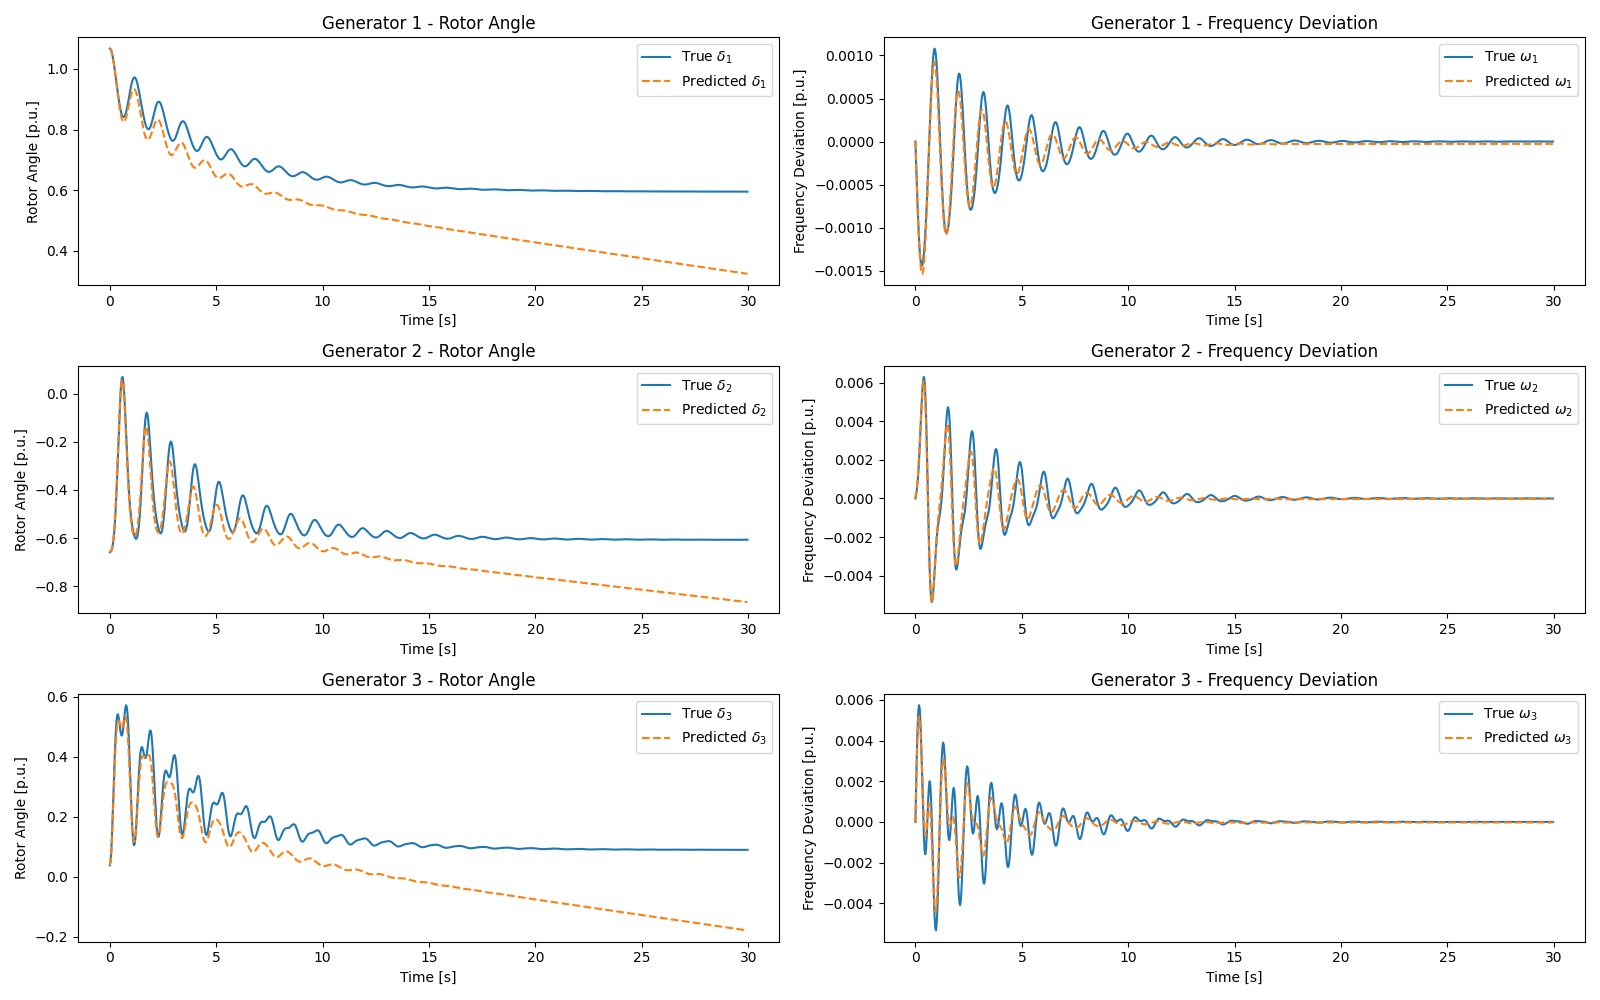 Generator 1 - Rotor Angle
Rotor Angle [p.u.]
1.0
0.8
0.6
0.4
True δ₁
Predicted δ₁
0 5 10 15 20 25 30
Time [s]
Generator 1 - Frequency Deviation
Frequency Deviation [p.u.]
0.0010
0.0005
0.0000
−0.0005
−0.0010
−0.0015
True ω₁
Predicted ω₁
0 5 10 15 20 25 30
Time [s]
Generator 2 - Rotor Angle
Rotor Angle [p.u.]
0.0
−0.2
−0.4
−0.6
−0.8
True δ₂
Predicted δ₂
0 5 10 15 20 25 30
Time [s]
Generator 2 - Frequency Deviation
Frequency Deviation [p.u.]
0.006
0.004
0.002
0.000
−0.002
−0.004
True ω₂
Predicted ω₂
0 5 10 15 20 25 30
Time [s]
Generator 3 - Rotor Angle
Rotor Angle [p.u.]
0.6
0.4
0.2
0.0
−0.2
True δ₃
Predicted δ₃
0 5 10 15 20 25 30
Time [s]
Generator 3 - Frequency Deviation
Frequency Deviation [p.u.]
0.006
0.004
0.002
0.000
−0.002
−0.004
True ω₃
Predicted ω₃
0 5 10 15 20 25 30
Time [s]